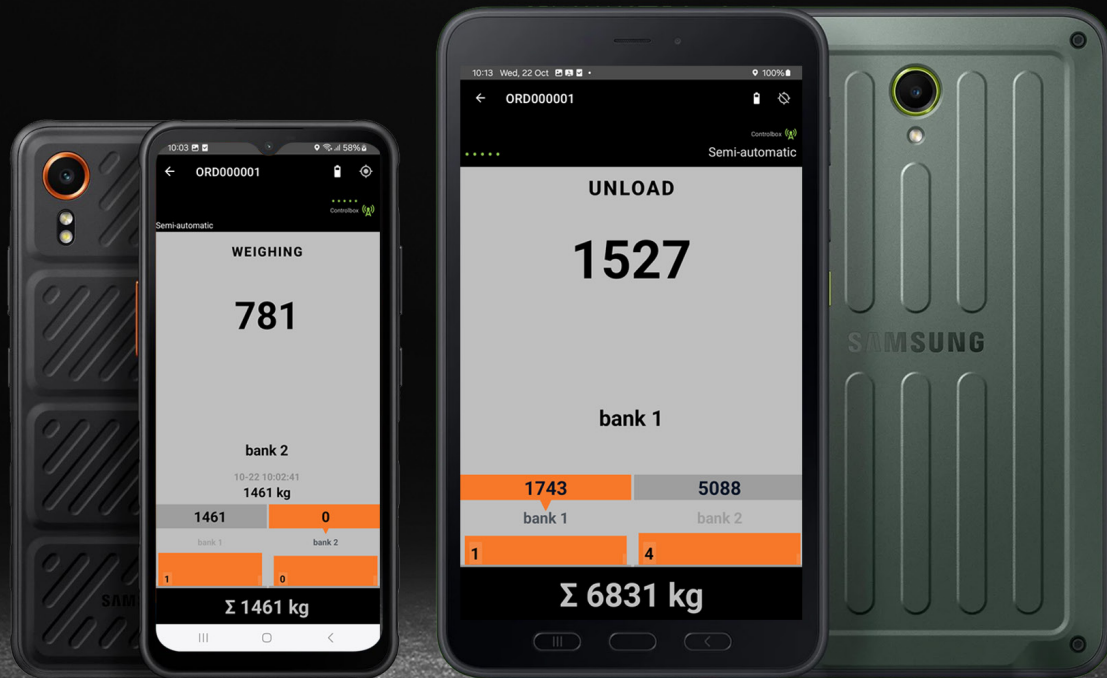 10:03
58%
ORD000001
Controlbox
Semi-automatic
WEIGHING
781
bank 2
10-22 10:02:41
1461 kg
1461 0
bank 1 bank 2
1 0
Σ 1461 kg
SAM
10:13 Wed, 22 Oct
100%
ORD000001
Controlbox
Semi-automatic
UNLOAD
1527
bank 1
1743 5088
bank 1 bank 2
1 4
Σ 6831 kg
SAMSUNG